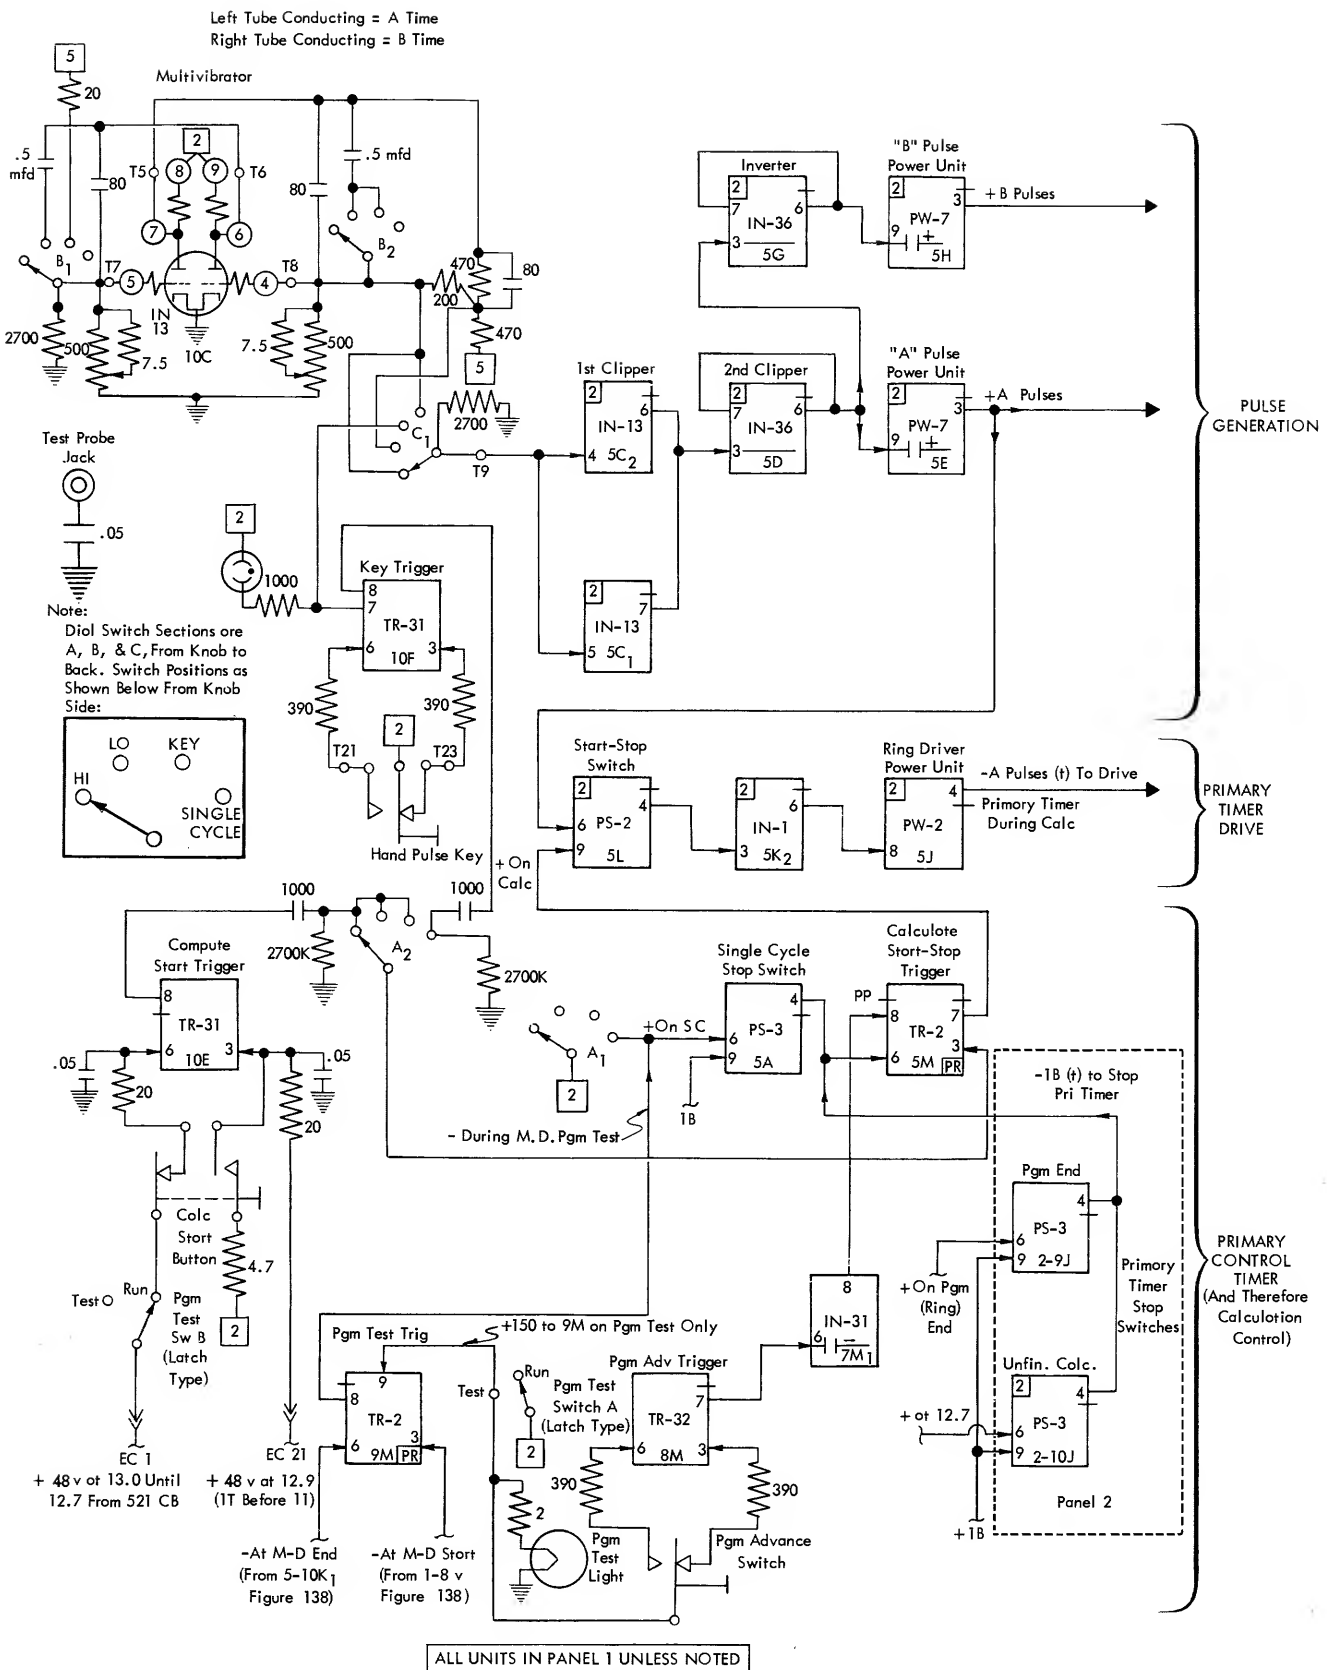 Left Tube Conducting = A Time
Right Tube Conducting = B Time
Multivibrator
5
20
.5
mfd
80
T5
8
2
9
T6
7
6
80
.5 mfd
B1
T7
5
4
T8
B2
IN
13
10C
2700
500
7.5
7.5
500
200
470
80
470
5
2700
C1
T9
Test Probe
Jack
.05
Note:
Diol Switch Sections ore
A, B, & C, From Knob to
Back. Switch Positions as
Shown Below From Knob
Side:
LO KEY
HI
SINGLE
CYCLE
2
1000
Key Trigger
8
7
TR-31
6 3
10F
390
390
2
T21
T23
Hand Pulse Key
1st Clipper
2
6
IN-13
4 5C2
2
7
IN-13
5 5C1
2nd Clipper
2
7 6
IN-36
3
5D
Inverter
2
7 6
IN-36
3
5G
"B" Pulse
Power Unit
2
3
PW-7
9 +
5H
+B Pulses
"A" Pulse
Power Unit
2
3
PW-7
9 +
5E
+A Pulses
PULSE
GENERATION
Start-Stop
Switch
2
4
6 PS-2
9
5L
2
6
IN-1
3 5K2
Ring Driver
Power Unit
2
4
PW-2
8 5J
-A Pulses (t) To Drive
Primory Timer
During Calc
PRIMARY
TIMER
DRIVE
+ On
Calc
1000
2700K
A2
1000
2700K
Compute
Start Trigger
8
TR-31
6 3
10E
.05
20
.05
20
Colc
Stort
Button
4.7
2
Test
Run
Pgm
Test
Sw B
(Latch
Type)
EC 1
+ 48 v ot 13.0 Until
12.7 From 521 CB
EC 21
+ 48 v at 12.9
(1T Before 11)
A1
2
+On SC
Single Cycle
Stop Switch
4
PS-3
6
9
5A
1B
- During M.D. Pgm Test
Calculate
Stort-Stop
Trigger
PP
8 7
TR-2
3
6 5M PR
-1B (t) to Stop
Pri Timer
Pgm End
4
PS-3
6
9 2-9J
+On Pgm
(Ring)
End
Primory
Timer
Stop
Switches
Unfin. Colc.
2
4
PS-3
6
9
2-10J
+ ot 12.7
Panel 2
+1B
PRIMARY
CONTROL
TIMER
(And Therefore
Calculotion
Control)
+150 to 9M on Pgm Test Only
Pgm Test Trig
9
8
TR-2
3
6 9M PR
-At M-D End
(From 5-10K1
Figure 138)
-At M-D Stort
(From 1-8 v
Figure 138)
Test
Run
Pgm Test
Switch A
(Latch Type)
2
2
Pgm
Test
Light
Pgm Adv Trigger
7
TR-32
6 3
8M
390
390
Pgm Advance
Switch
8
IN-31
6
7M1
ALL UNITS IN PANEL 1 UNLESS NOTED